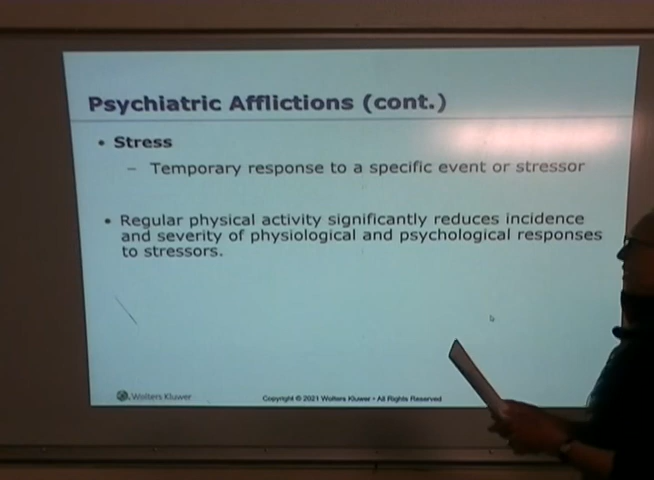 Psychiatric Afflictions (cont.)
• Stress
– Temporary response to a specific event or stressor
• Regular physical activity significantly reduces incidence
and severity of physiological and psychological responses
to stressors.
Wolters Kluwer
Copyright © 2021 Wolters Kluwer • All Rights Reserved